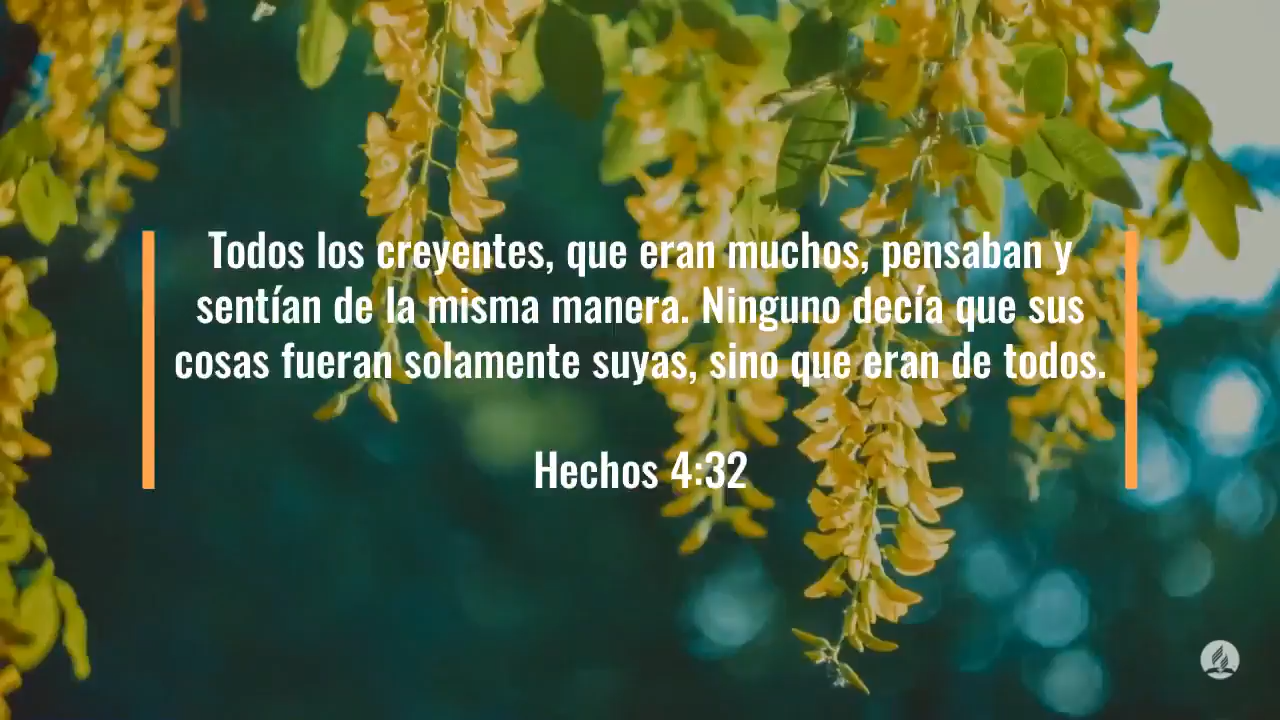 Todos los creyentes, que eran muchos, pensaban y
sentían de la misma manera. Ninguno decía que sus
cosas fueran solamente suyas, sino que eran de todos.
Hechos 4:32